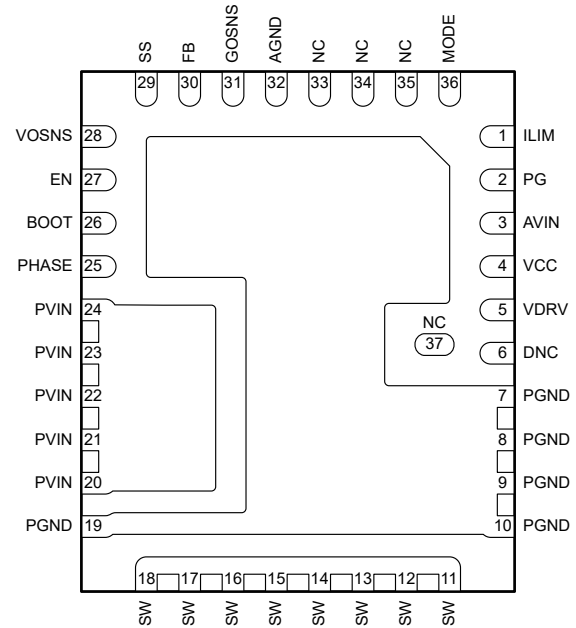 SS
FB
GOSNS
AGND
NC
NC
NC
MODE
29
30
31
32
33
34
35
36
VOSNS 28
1 ILIM
EN 27
2 PG
BOOT 26
3 AVIN
PHASE 25
4 VCC
PVIN 24
5 VDRV
NC
37
PVIN 23
6 DNC
PVIN 22
7 PGND
PVIN 21
8 PGND
PVIN 20
9 PGND
PGND 19
10 PGND
18
17
16
15
14
13
12
11
SW
SW
SW
SW
SW
SW
SW
SW